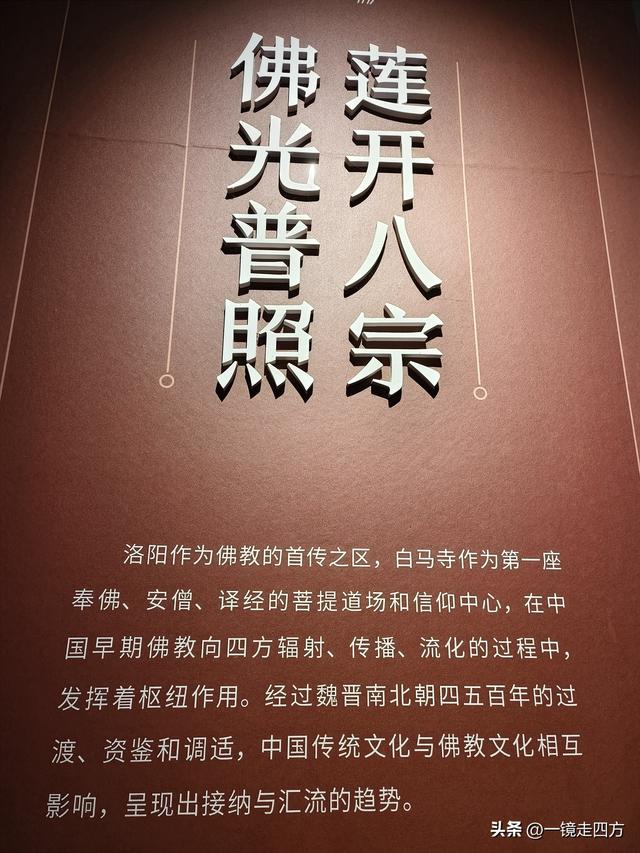 莲开八宗
佛光普照
洛阳作为佛教的首传之区，白马寺作为第一座
奉佛、安僧、译经的菩提道场和信仰中心，在中
国早期佛教向四方辐射、传播、流化的过程中，
发挥着枢纽作用。经过魏晋南北朝四五百年的过
渡、资鉴和调适，中国传统文化与佛教文化相互
影响，呈现出接纳与汇流的趋势。
头条 @一镜走四方